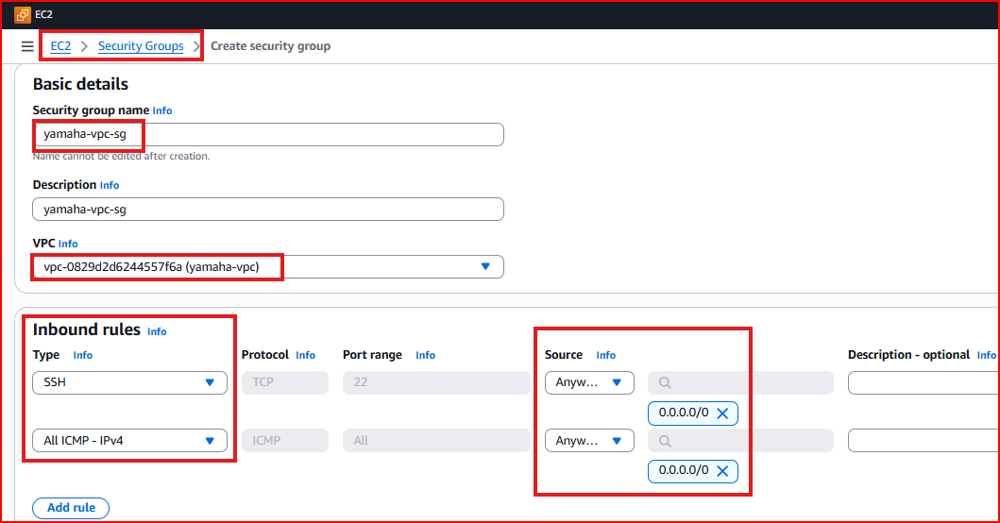 EC2
EC2 > Security Groups > Create security group
Basic details
Security group name Info
yamaha-vpc-sg
Name cannot be edited after creation.
Description Info
yamaha-vpc-sg
VPC Info
vpc-0829d2d6244557f6a (yamaha-vpc)
Inbound rules Info
Type Info Protocol Info Port range Info Source Info Description - optional Info
SSH TCP 22 Anyw...
0.0.0.0/0
All ICMP - IPv4 ICMP All Anyw...
0.0.0.0/0
Add rule